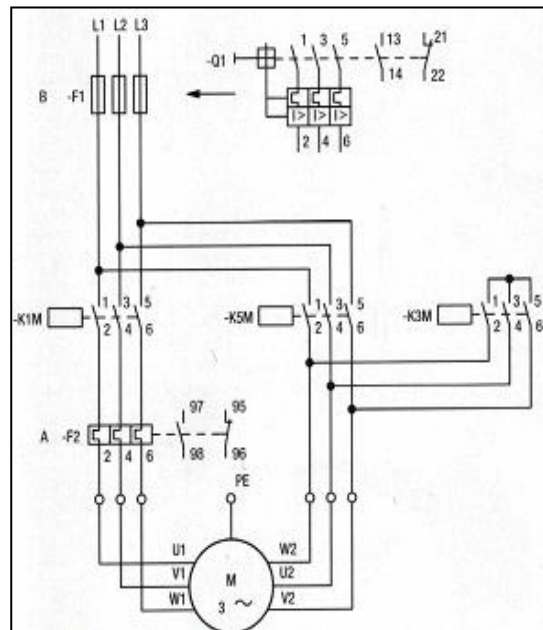 L1 L2 L3
-Q1 1 3 5 13 21
14 22
I> I> I>
2 4 6
B -F1
-K1M 1 3 5
2 4 6
-K5M 1 3 5
2 4 6
-K3M 1 3 5
2 4 6
A -F2 97 95
2 4 6 98 96
PE
U1 W2
V1 M U2
W1 3 ~ V2